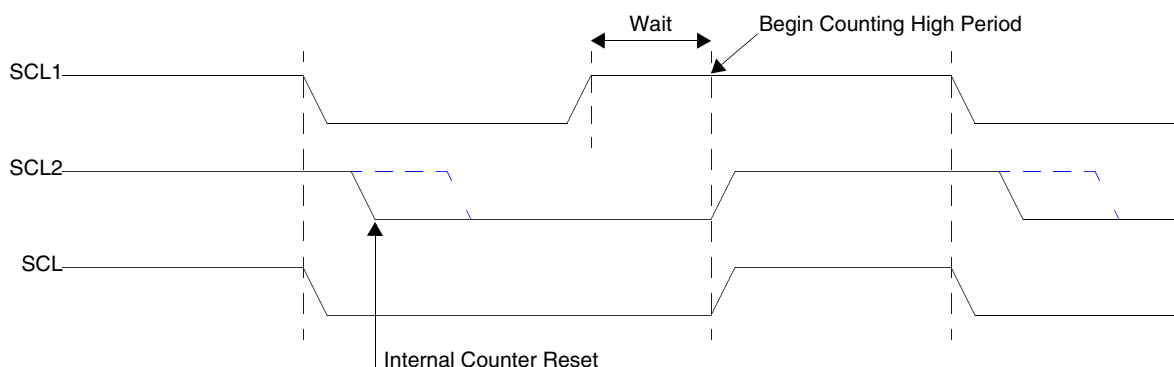 Wait
Begin Counting High Period
SCL1
SCL2
SCL
Internal Counter Reset